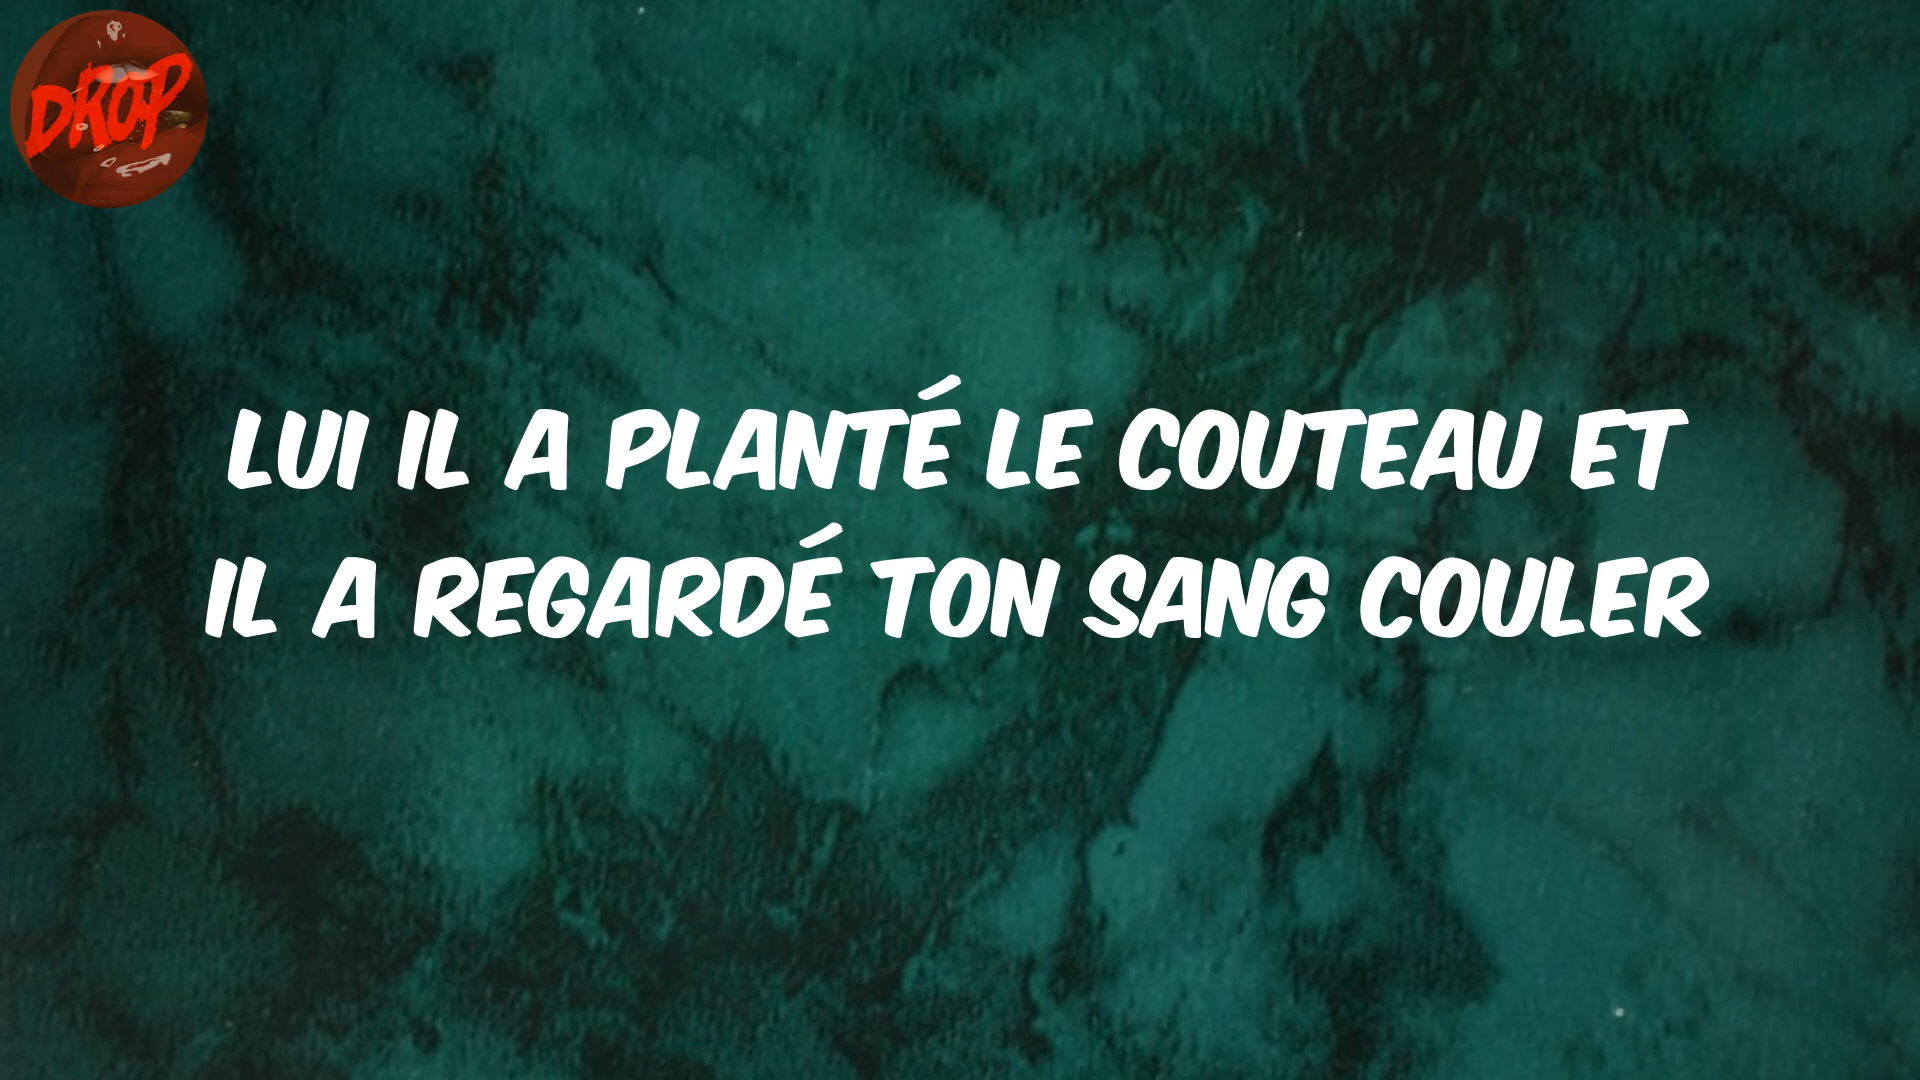 DROP
LUI IL A PLANTÉ LE COUTEAU ET
IL A REGARDÉ TON SANG COULER